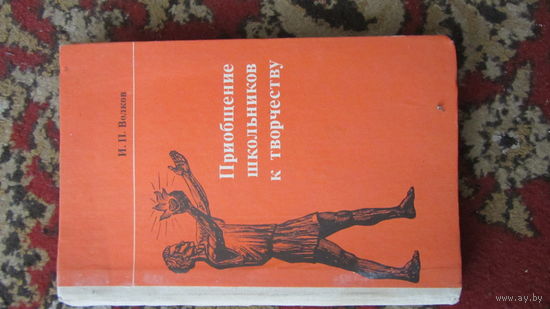 И. П. Волков
Приобщение
школьников
к творчеству
www.ay.by